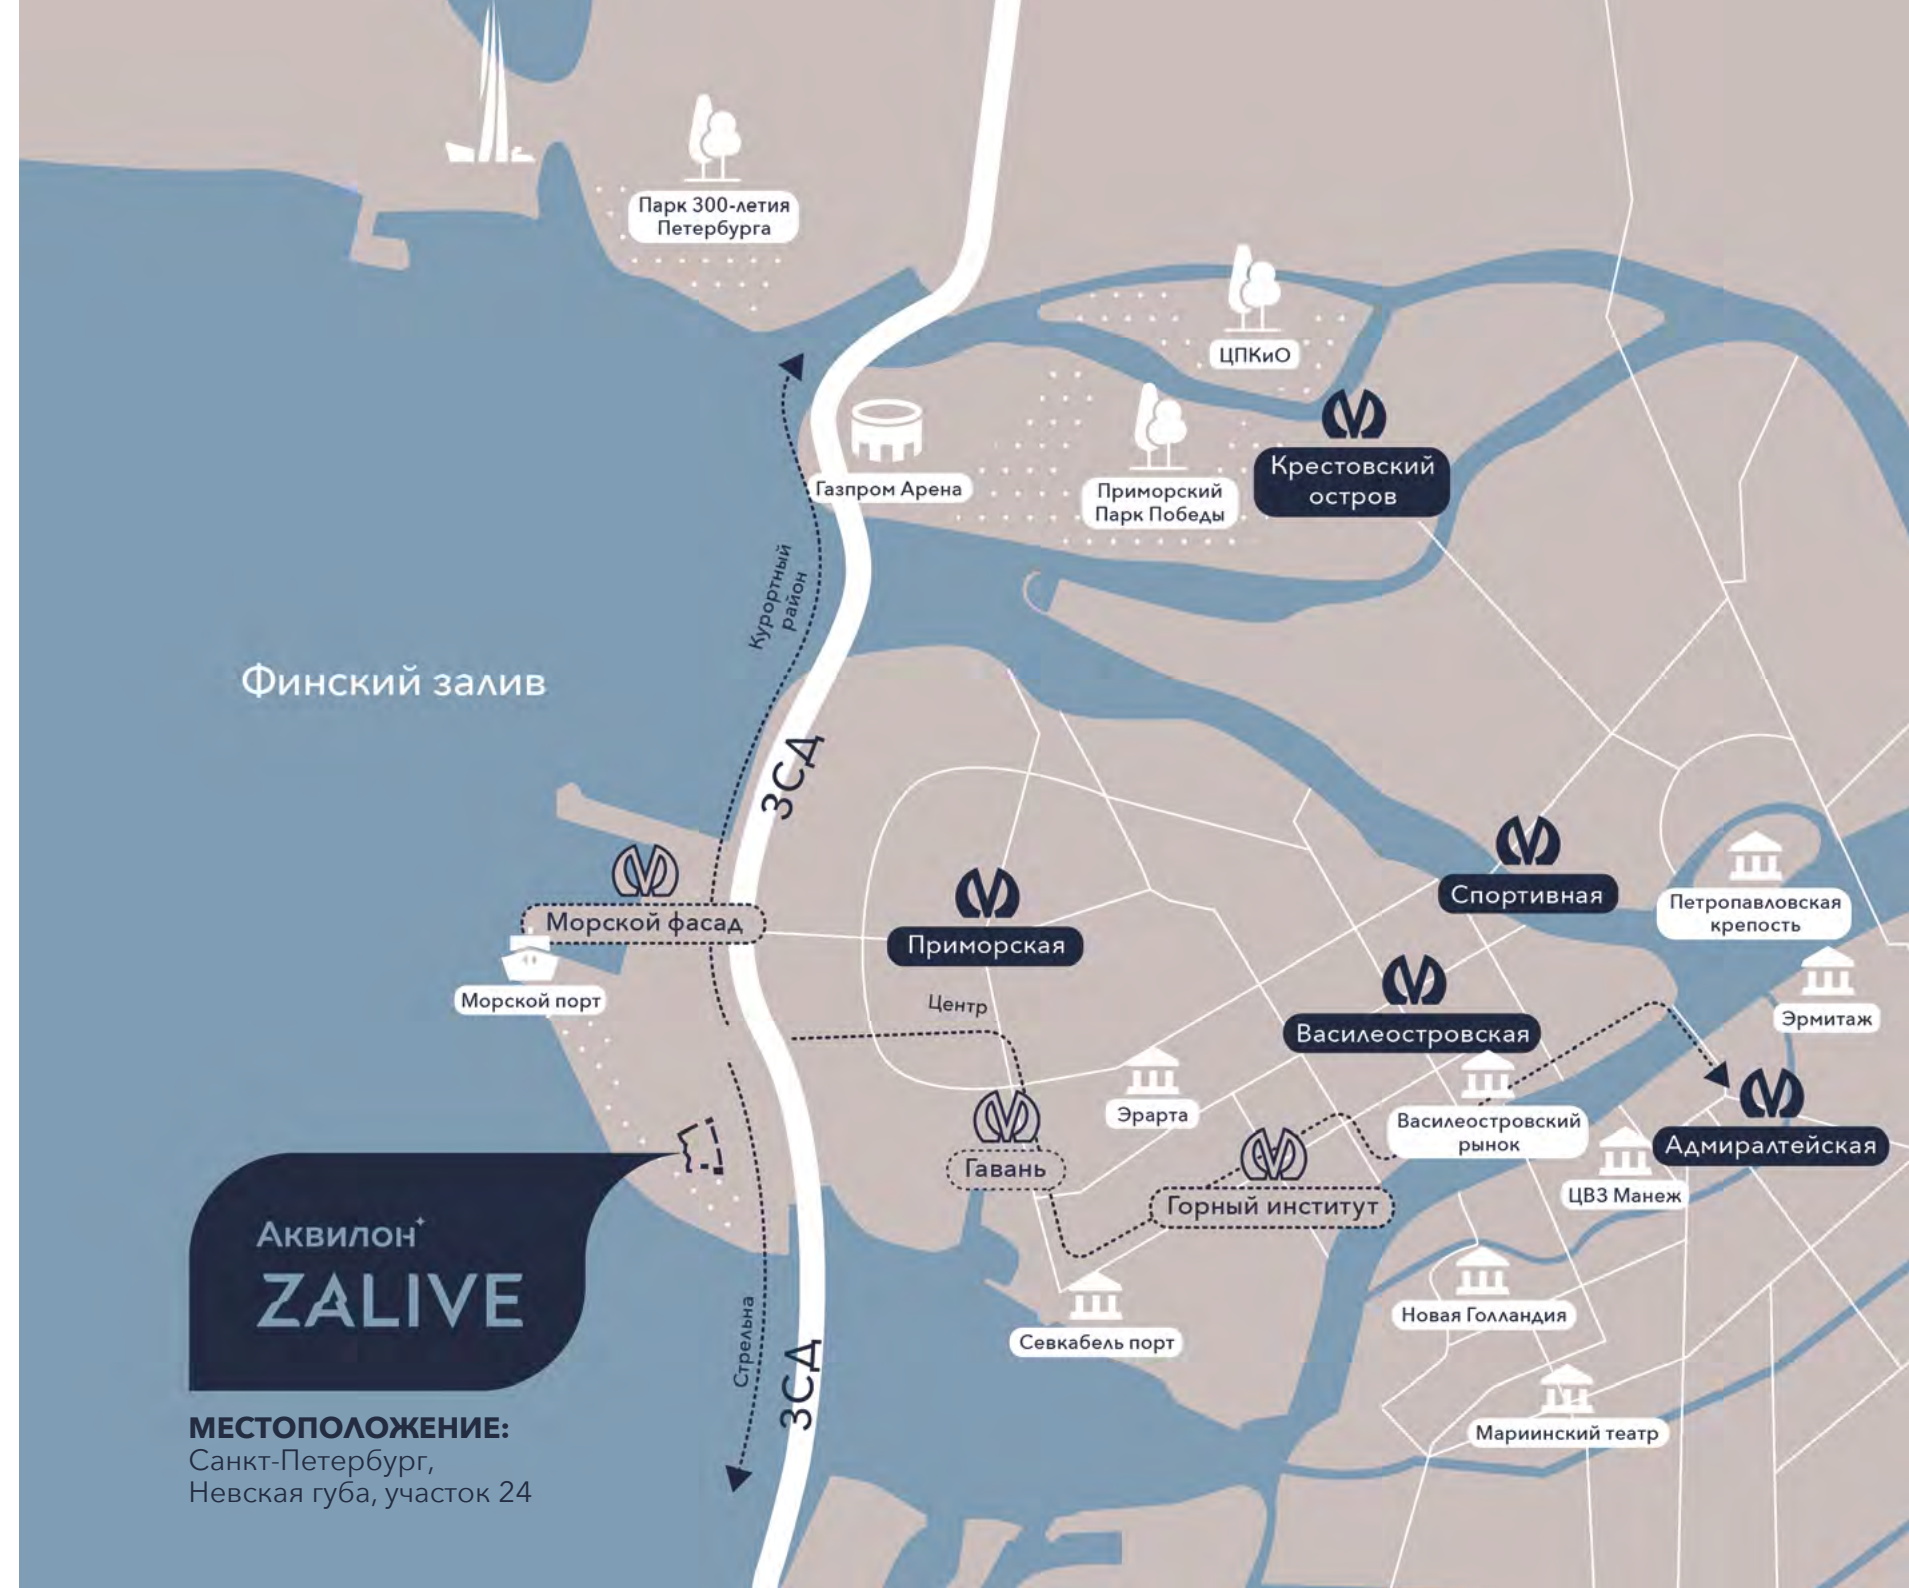 Парк 300-летия
Петербурга
ЦПКиО
Крестовский
остров
Газпром Арена
Приморский
Парк Победы
Курортный
район
Финский залив
ЗСД
Морской фасад
Приморская
Спортивная
Петропавловская
крепость
Морской порт
Центр
Василеостровская
Эрмитаж
Эрарта
Василеостровский
рынок
Адмиралтейская
Гавань
Горный институт
ЦВЗ Манеж
Аквилон
ZALIVE
Новая Голландия
Севкабель порт
Стрельна
ЗСД
Мариинский театр
МЕСТОПОЛОЖЕНИЕ:
Санкт-Петербург,
Невская губа, участок 24